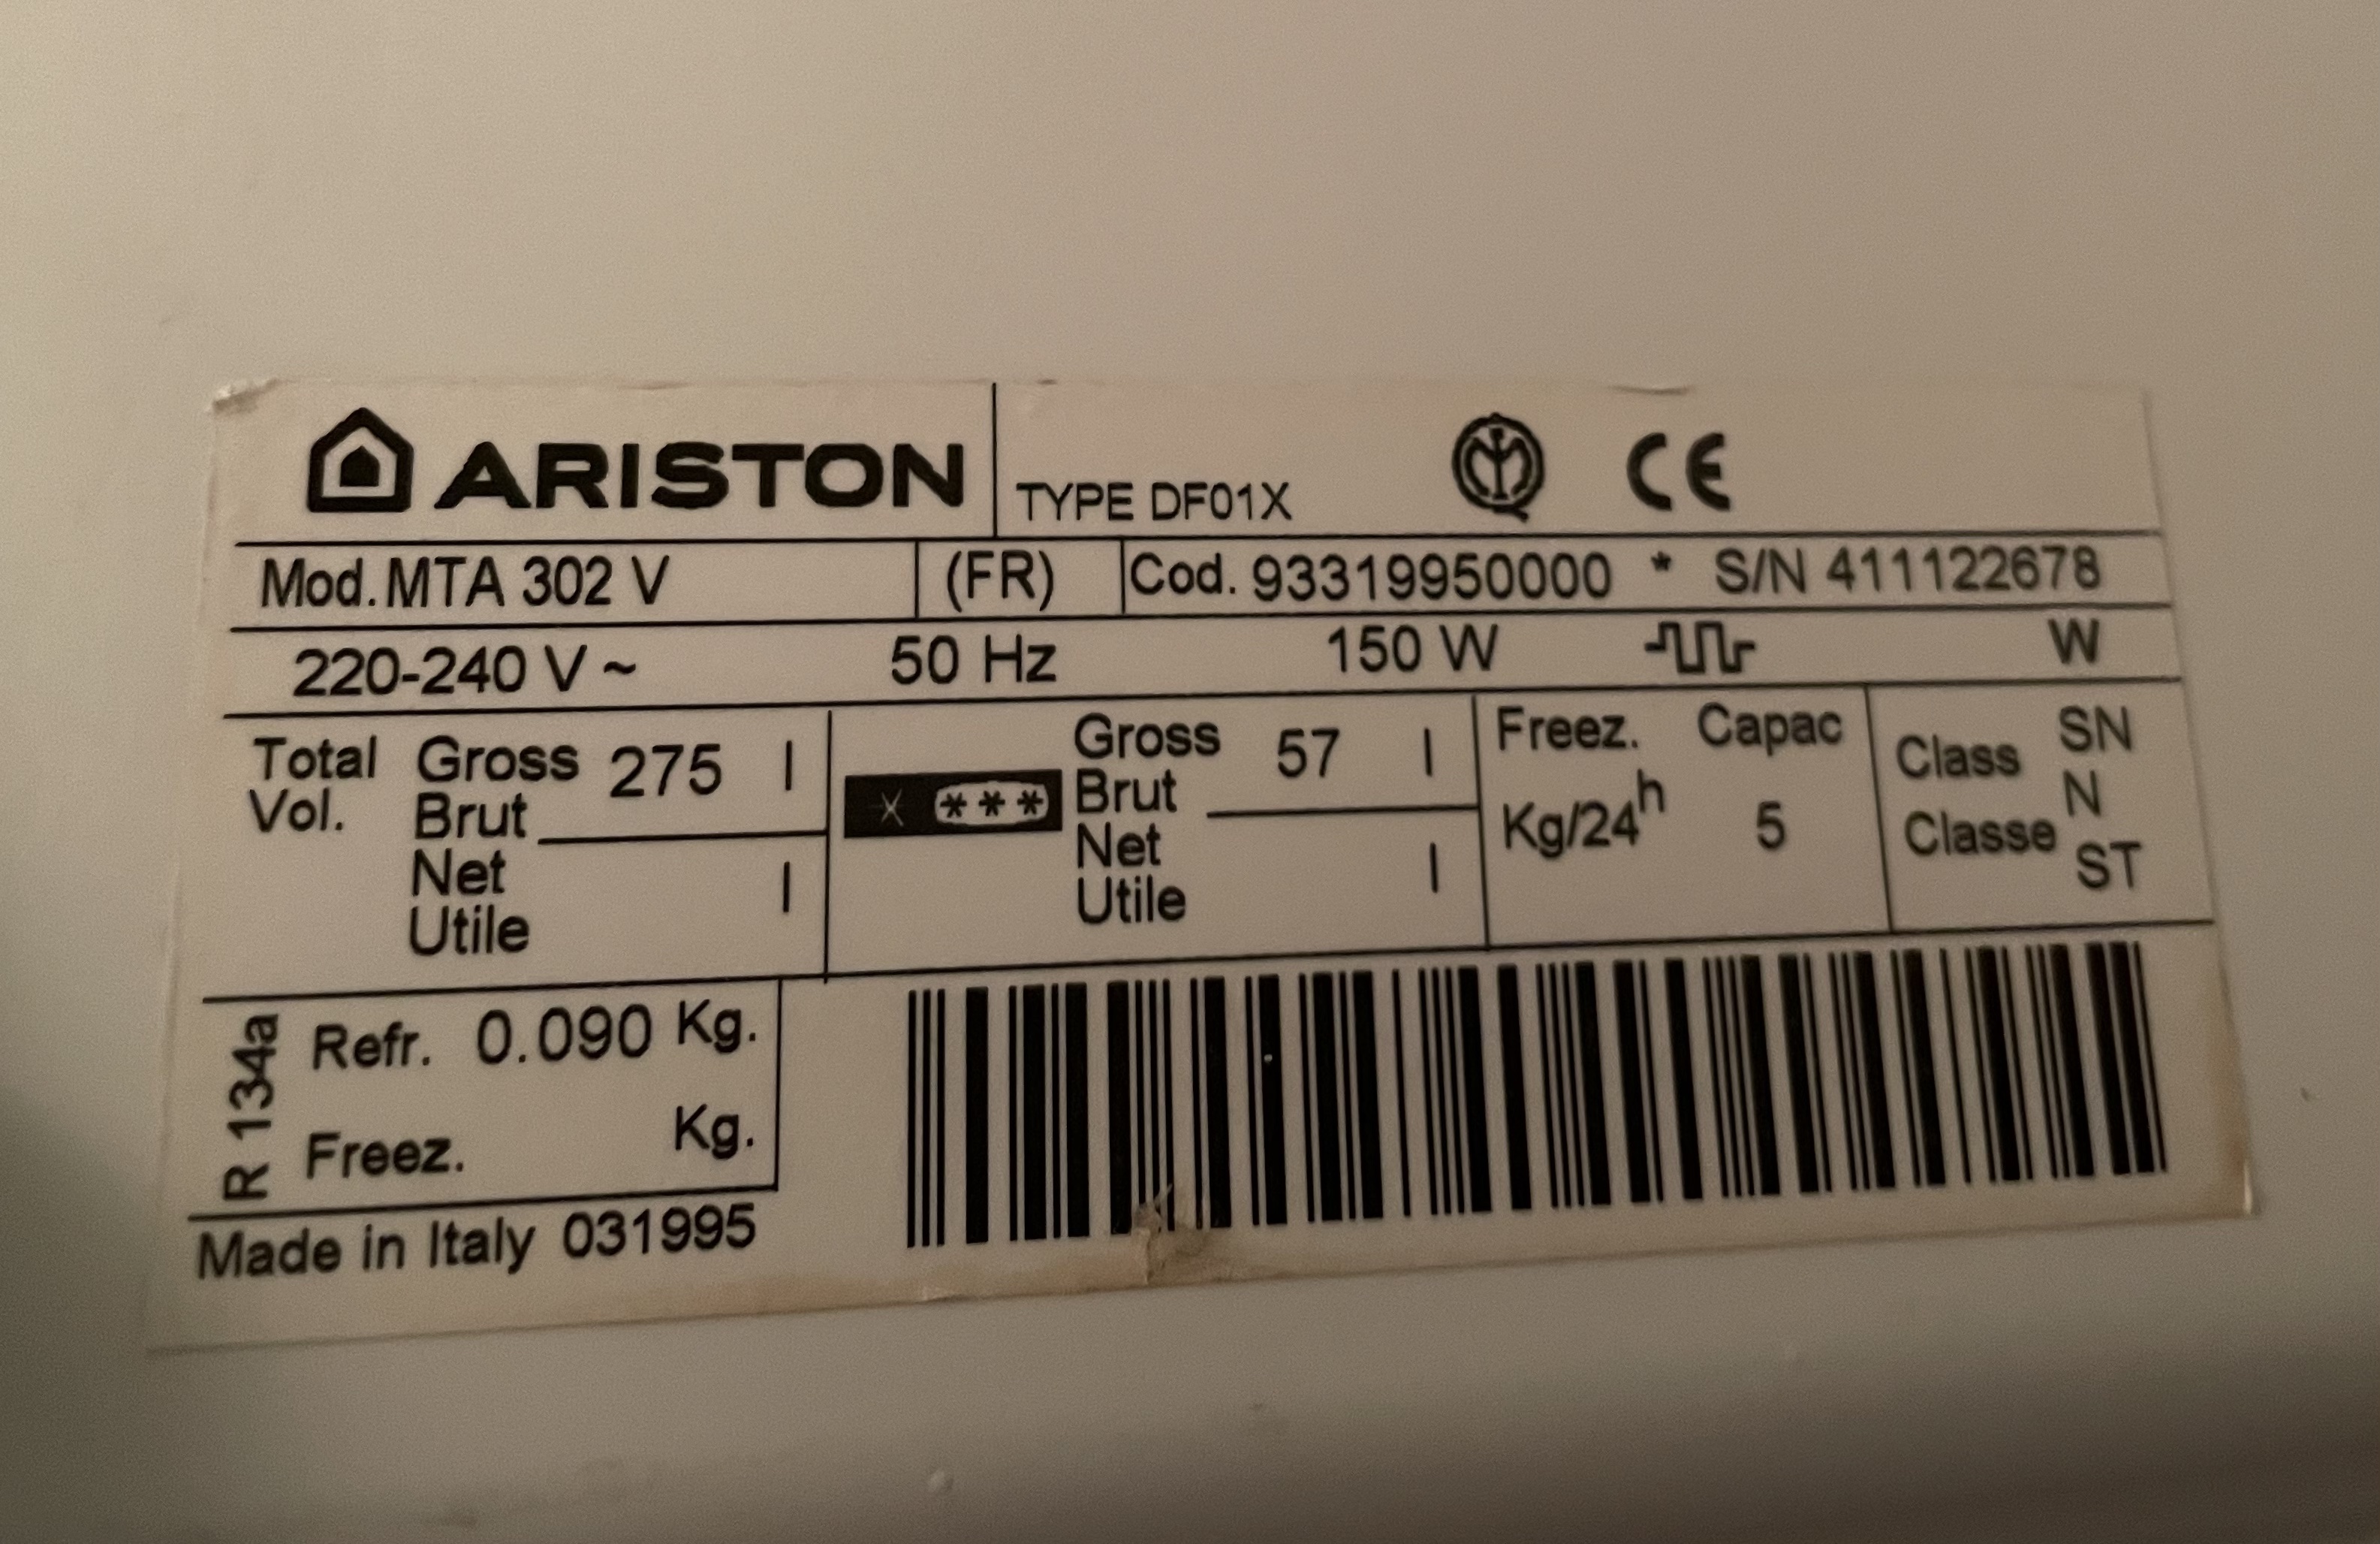 ARISTON
TYPE DF01X
CE
Mod. MTA 302 V (FR) Cod. 93319950000 * S/N 411122678
220-240 V ~ 50 Hz 150 W W
Total Vol. Gross Brut 275 l
Net Utile l
* *** Gross Brut 57 l
Net Utile l
Freez. Capac
Kg/24h 5
Class Classe SN N ST
R 134a
Refr. 0.090 Kg.
Freez. Kg.
Made in Italy 031995